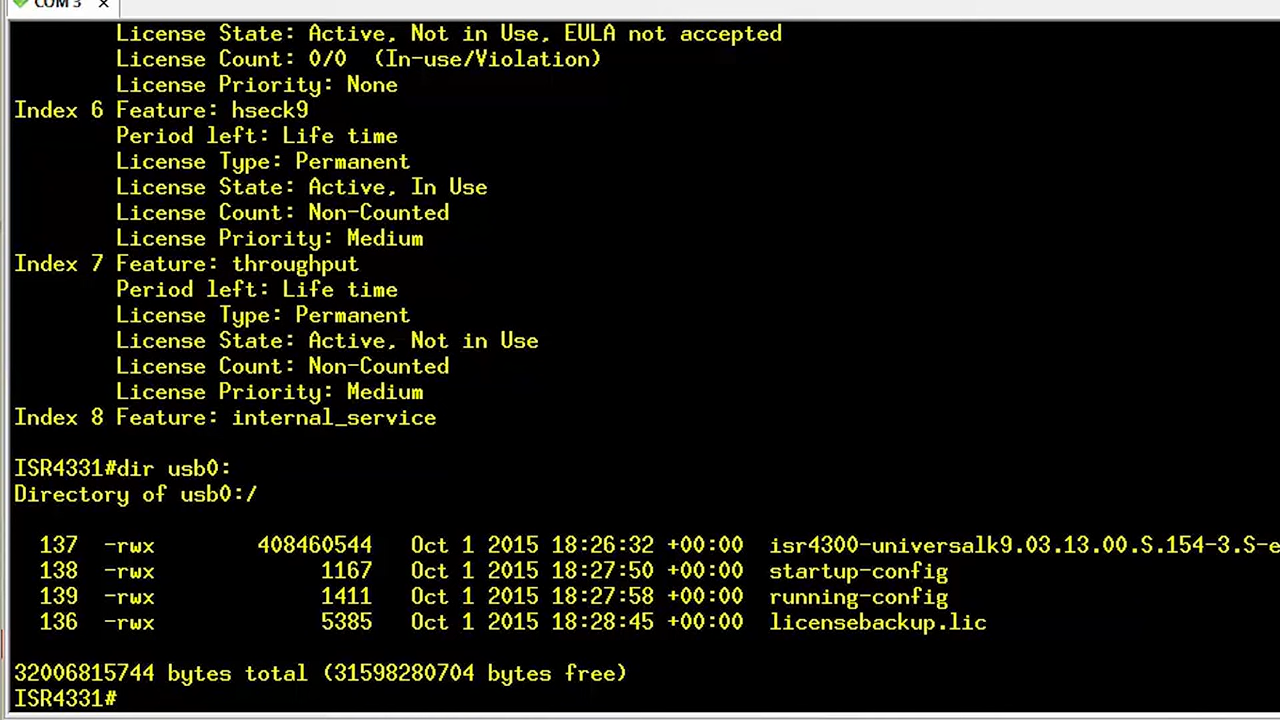 COM 3 ×
License State: Active, Not in Use, EULA not accepted
License Count: 0/0  (In-use/Violation)
License Priority: None
Index 6 Feature: hseck9
Period left: Life time
License Type: Permanent
License State: Active, In Use
License Count: Non-Counted
License Priority: Medium
Index 7 Feature: throughput
Period left: Life time
License Type: Permanent
License State: Active, Not in Use
License Count: Non-Counted
License Priority: Medium
Index 8 Feature: internal_service
ISR4331#dir usb0:
Directory of usb0:/
137  -rwx        408460544   Oct 1 2015 18:26:32 +00:00  isr4300-universalk9.03.13.00.S.154-3.S-e
138  -rwx             1167   Oct 1 2015 18:27:50 +00:00  startup-config
139  -rwx             1411   Oct 1 2015 18:27:58 +00:00  running-config
136  -rwx             5385   Oct 1 2015 18:28:45 +00:00  licensebackup.lic
32006815744 bytes total (31598280704 bytes free)
ISR4331#